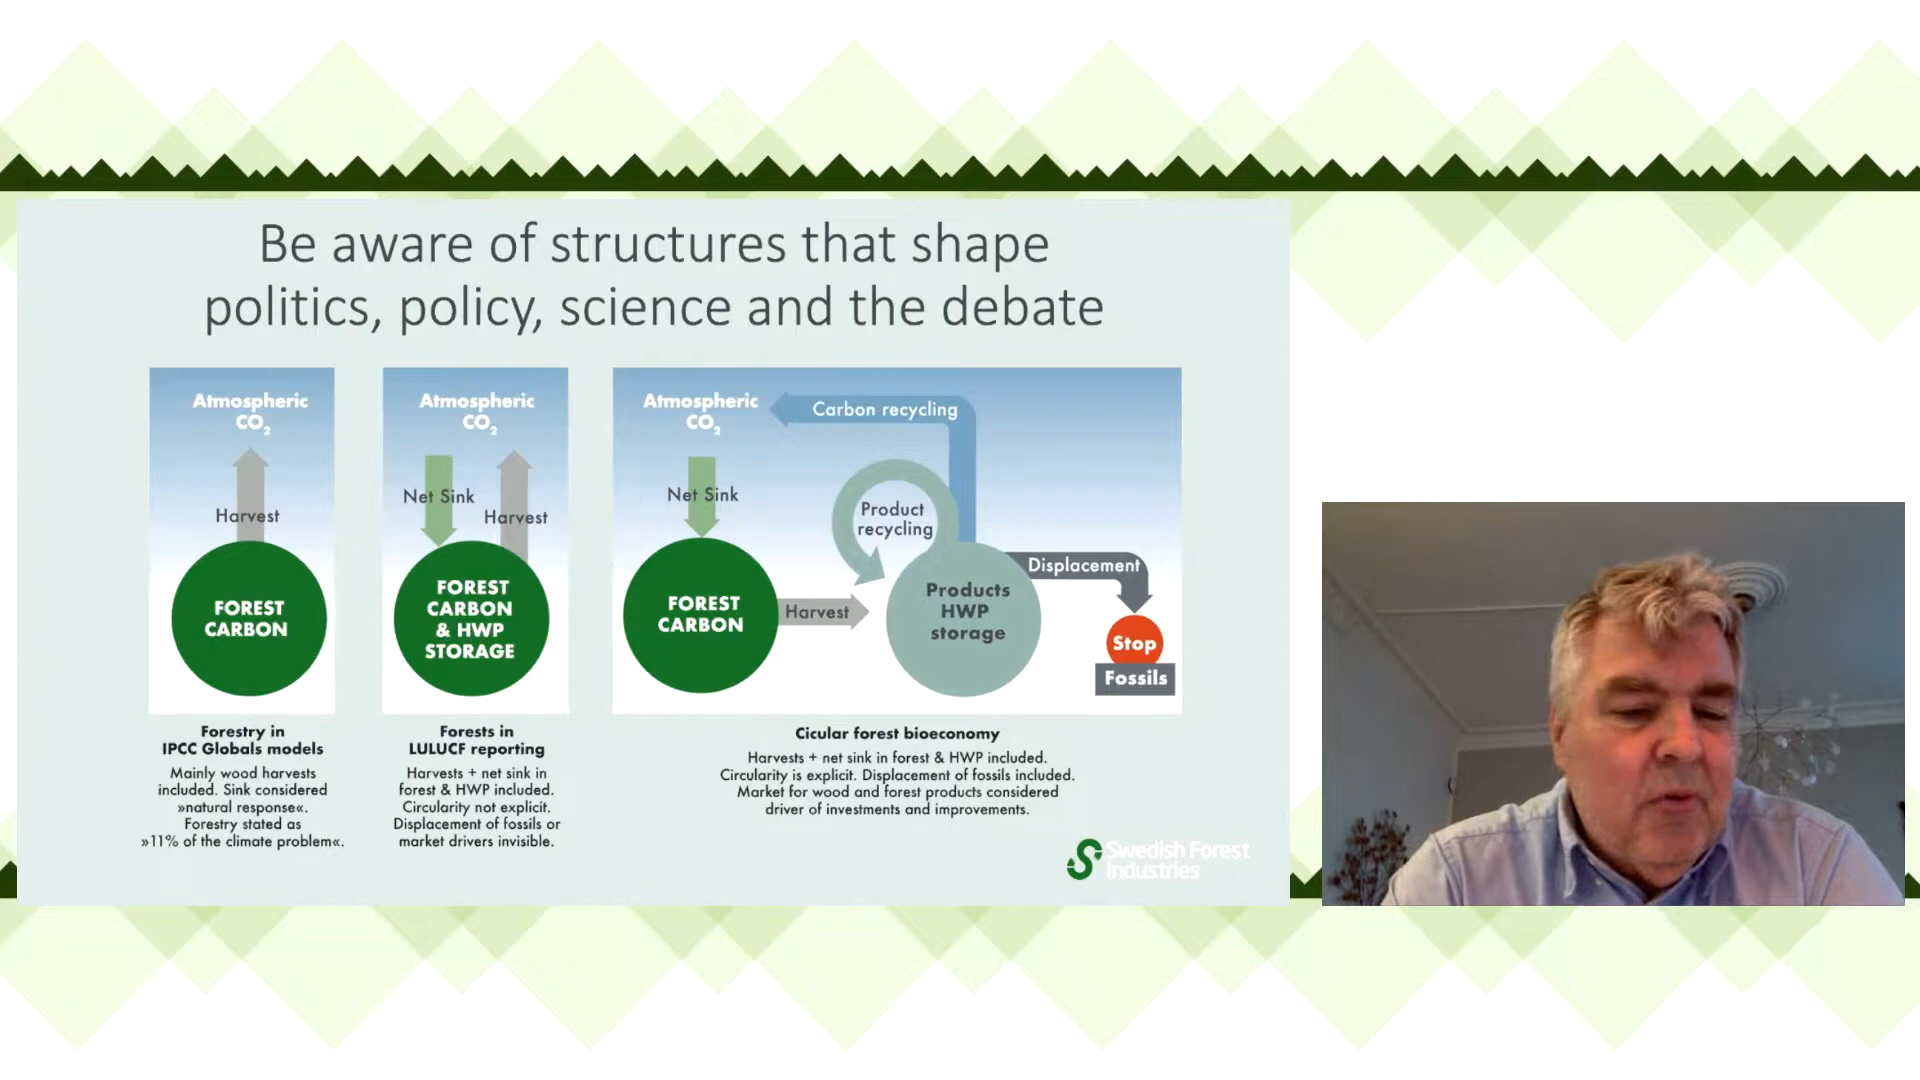 Be aware of structures that shape
politics, policy, science and the debate
Atmospheric
CO2
Harvest
FOREST
CARBON
Forestry in
IPCC Globals models
Mainly wood harvests
included. Sink considered
»natural response«.
Forestry stated as
»11% of the climate problem«.
Atmospheric
CO2
Net Sink
Harvest
FOREST
CARBON
& HWP
STORAGE
Forests in
LULUCF reporting
Harvests + net sink in
forest & HWP included.
Circularity not explicit.
Displacement of fossils or
market drivers invisible.
Atmospheric
CO2
Carbon recycling
Net Sink
Product
recycling
FOREST
CARBON
Harvest
Products
HWP
storage
Displacement
Stop
Fossils
Cicular forest bioeconomy
Harvests + net sink in forest & HWP included.
Circularity is explicit. Displacement of fossils included.
Market for wood and forest products considered
driver of investments and improvements.
Swedish Forest
Industries